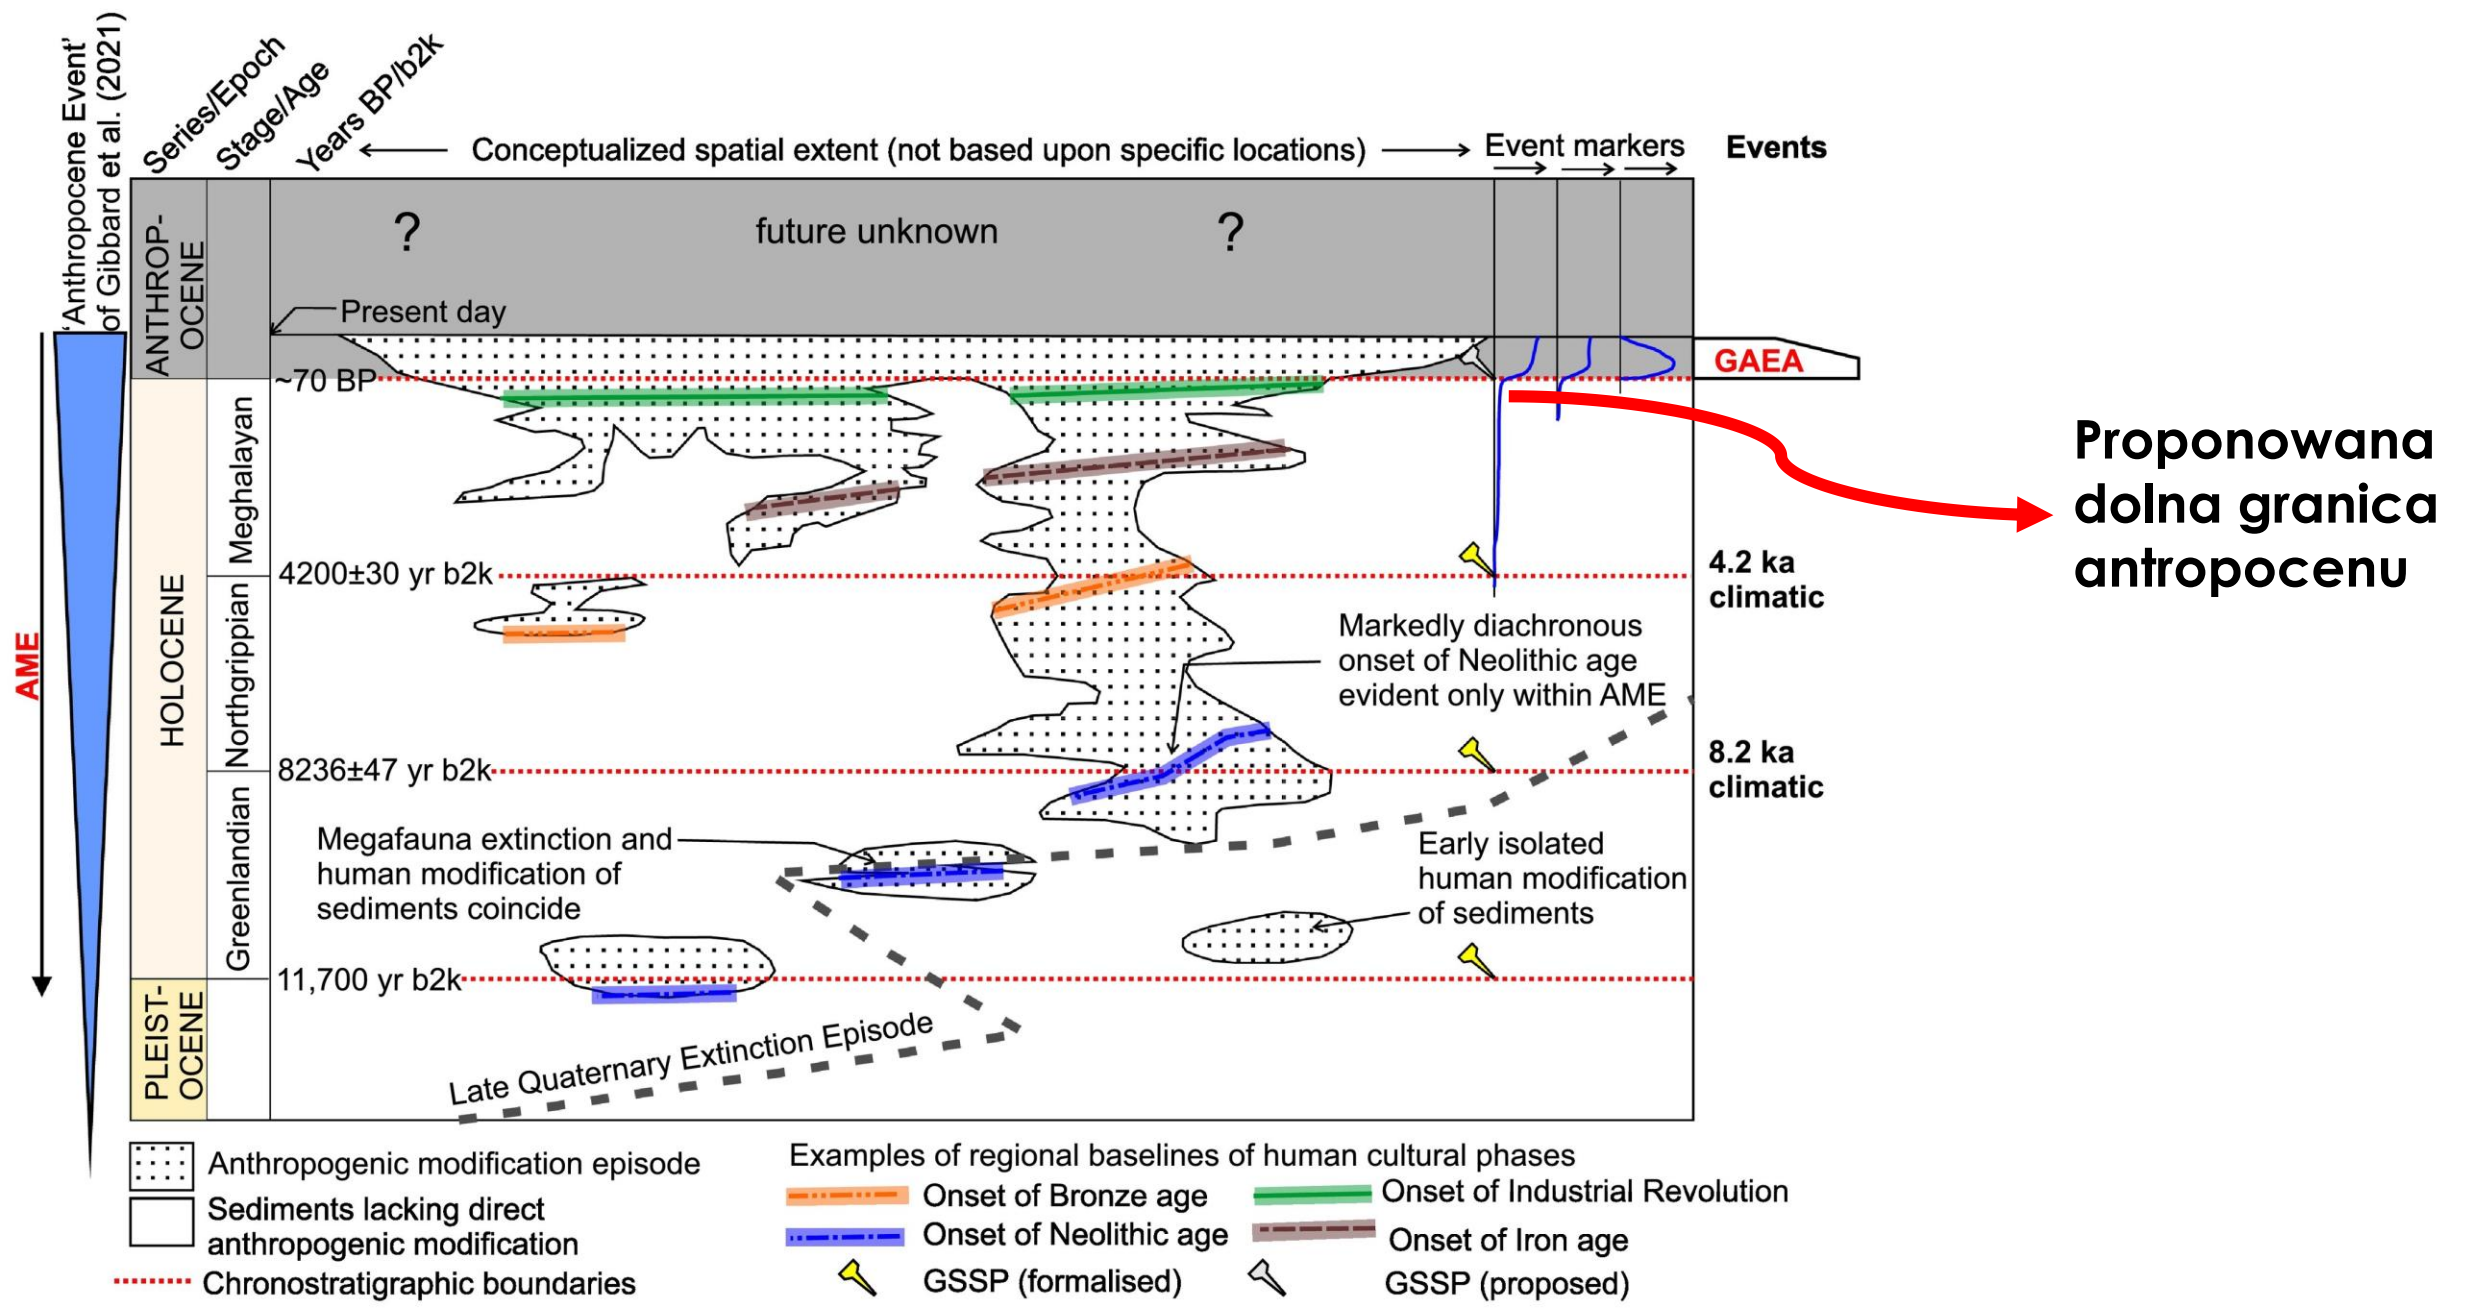 'Anthropocene Event'
of Gibbard et al. (2021)
Series/Epoch
Stage/Age
Years BP/b2k
Conceptualized spatial extent (not based upon specific locations)
Event markers
Events
ANTHROP-
OCENE
?
future unknown
?
Present day
GAEA
~70 BP
Proponowana
dolna granica
antropocenu
Meghalayan
4200±30 yr b2k
4.2 ka
climatic
AME
HOLOCENE
Northgrippian
Markedly diachronous
onset of Neolithic age
evident only within AME
8236±47 yr b2k
8.2 ka
climatic
Greenlandian
Megafauna extinction and
human modification of
sediments coincide
Early isolated
human modification
of sediments
11,700 yr b2k
PLEIST-
OCENE
Late Quaternary Extinction Episode
Anthropogenic modification episode
Sediments lacking direct
anthropogenic modification
Chronostratigraphic boundaries
Examples of regional baselines of human cultural phases
Onset of Bronze age
Onset of Industrial Revolution
Onset of Neolithic age
Onset of Iron age
GSSP (formalised)
GSSP (proposed)